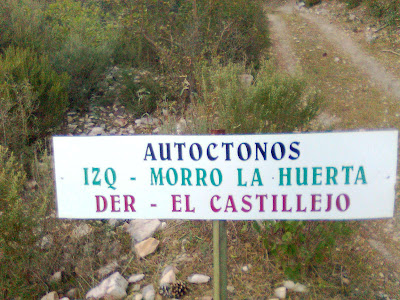 AUTOCTONOS
IZQ - MORRO LA HUERTA
DER - EL CASTILLEJO